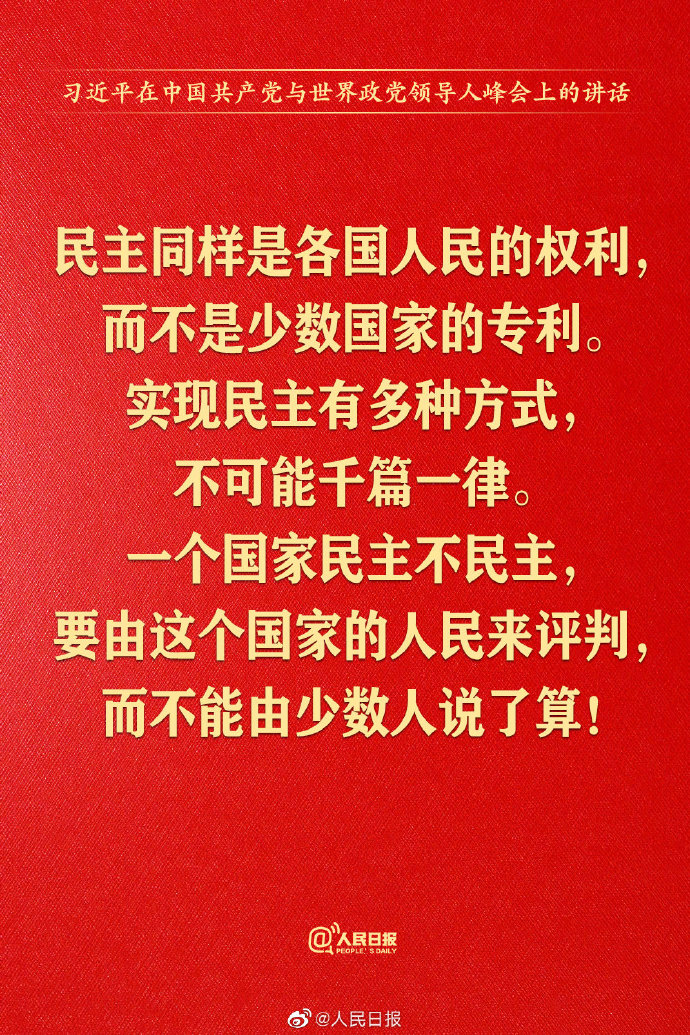 习近平在中国共产党与世界政党领导人峰会上的讲话
民主同样是各国人民的权利，
而不是少数国家的专利。
实现民主有多种方式，
不可能千篇一律。
一个国家民主不民主，
要由这个国家的人民来评判，
而不能由少数人说了算！
@人民日报
PEOPLE'S DAILY
@人民日报